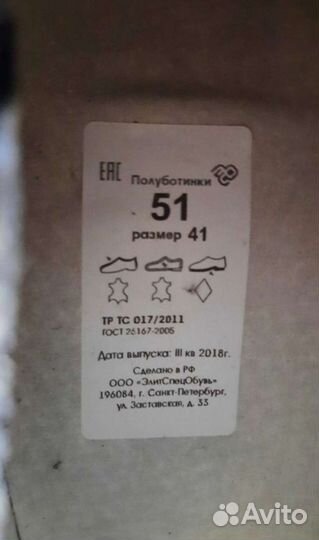 ЕАС
Полуботинки
51
размер 41
ТР ТС 017/2011
ГОСТ 26167-2005
Дата выпуска: III кв 2018г.
Сделано в РФ
ООО «ЭлитСпецОбувь»
196084, г. Санкт-Петербург,
ул. Заставская, д. 33
Avito